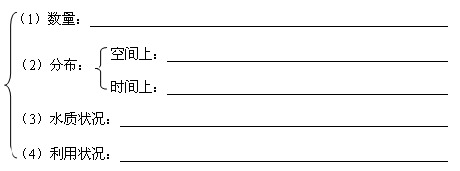 （1）数量：
（2）分布：
空间上：
时间上：
（3）水质状况：
（4）利用状况：